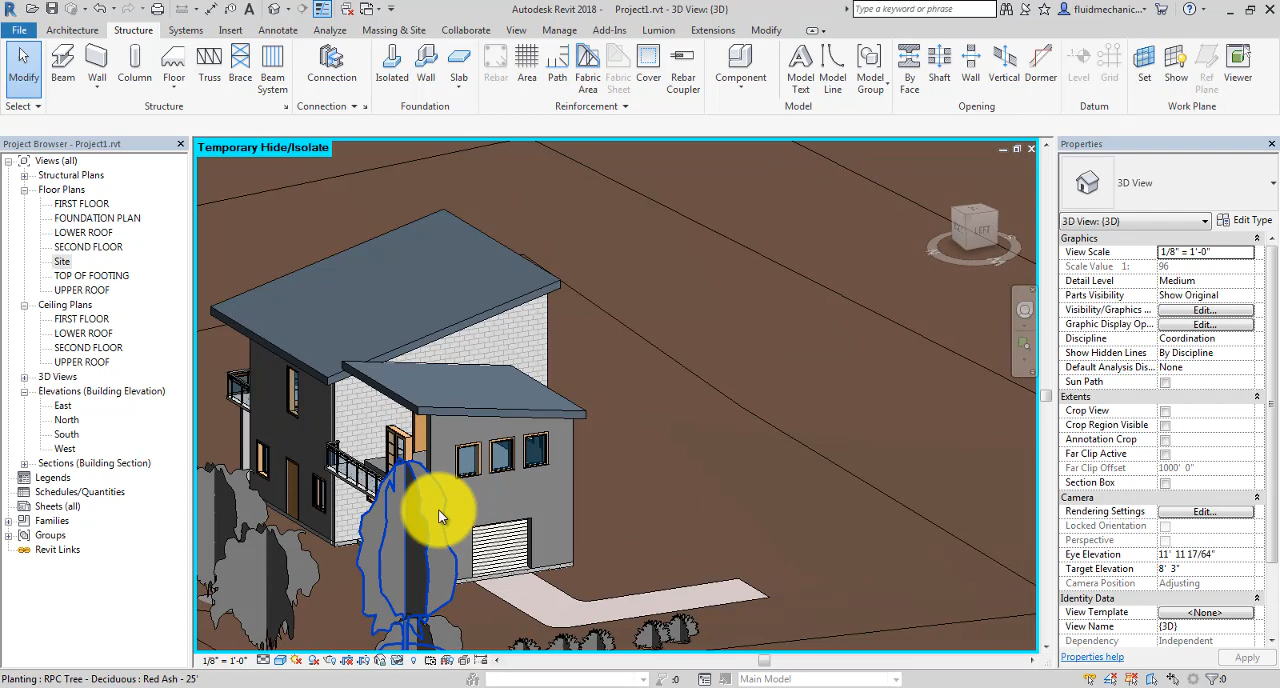 Autodesk Revit 2018 - Project1.rvt - 3D View: {3D}
Type a keyword or phrase
fluidmechanic...
File Architecture Structure Systems Insert Annotate Analyze Massing & Site Collaborate View Manage Add-Ins Lumion Extensions Modify
Modify Beam Wall Column Floor Truss Brace Beam System Connection Isolated Wall Slab Rebar Area Path Fabric Area Fabric Sheet Cover Rebar Coupler Component Model Text Model Line Model Group By Face Shaft Wall Vertical Dormer Level Grid Set Show Ref Plane Viewer
Select Structure Connection Foundation Reinforcement Model Opening Datum Work Plane
Project Browser - Project1.rvt
Views (all)
Structural Plans
Floor Plans
FIRST FLOOR
FOUNDATION PLAN
LOWER ROOF
SECOND FLOOR
Site
TOP OF FOOTING
UPPER ROOF
Ceiling Plans
FIRST FLOOR
LOWER ROOF
SECOND FLOOR
UPPER ROOF
3D Views
Elevations (Building Elevation)
East
North
South
West
Sections (Building Section)
Legends
Schedules/Quantities
Sheets (all)
Families
Groups
Revit Links
Temporary Hide/Isolate
LEFT
Properties
3D View
3D View: {3D} Edit Type
Graphics
View Scale 1/8" = 1'-0"
Scale Value 1: 96
Detail Level Medium
Parts Visibility Show Original
Visibility/Graphics ... Edit...
Graphic Display Op... Edit...
Discipline Coordination
Show Hidden Lines By Discipline
Default Analysis Dis... None
Sun Path
Extents
Crop View
Crop Region Visible
Annotation Crop
Far Clip Active
Far Clip Offset 1000' 0"
Section Box
Camera
Rendering Settings Edit...
Locked Orientation
Perspective
Eye Elevation 11' 11 17/64"
Target Elevation 8' 3"
Camera Position Adjusting
Identity Data
View Template <None>
View Name {3D}
Dependency Independent
Properties help Apply
1/8" = 1'-0"
Planting : RPC Tree - Deciduous : Red Ash - 25' :0 Main Model :0